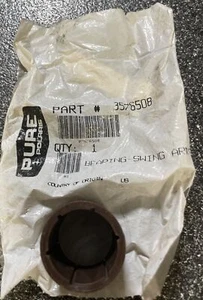 PURE
POLARIS
PART # 3576508
QTY: 1
BEARING-SWING ARM
COUNTRY OF ORIGIN: US